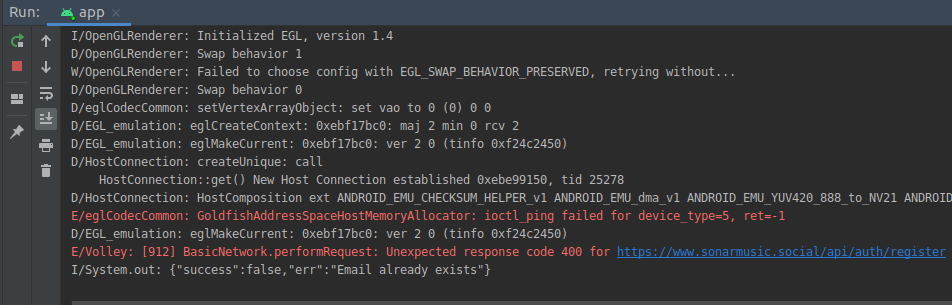 Run: app
I/OpenGLRenderer: Initialized EGL, version 1.4
D/OpenGLRenderer: Swap behavior 1
W/OpenGLRenderer: Failed to choose config with EGL_SWAP_BEHAVIOR_PRESERVED, retrying without...
D/OpenGLRenderer: Swap behavior 0
D/eglCodecCommon: setVertexArrayObject: set vao to 0 (0) 0 0
D/EGL_emulation: eglCreateContext: 0xebf17bc0: maj 2 min 0 rcv 2
D/EGL_emulation: eglMakeCurrent: 0xebf17bc0: ver 2 0 (tinfo 0xf24c2450)
D/HostConnection: createUnique: call
HostConnection::get() New Host Connection established 0xebe99150, tid 25278
D/HostConnection: HostComposition ext ANDROID_EMU_CHECKSUM_HELPER_v1 ANDROID_EMU_dma_v1 ANDROID_EMU_YUV420_888_to_NV21 ANDROID
E/eglCodecCommon: GoldfishAddressSpaceHostMemoryAllocator: ioctl_ping failed for device_type=5, ret=-1
D/EGL_emulation: eglMakeCurrent: 0xebf17bc0: ver 2 0 (tinfo 0xf24c2450)
E/Volley: [912] BasicNetwork.performRequest: Unexpected response code 400 for https://www.sonarmusic.social/api/auth/register
I/System.out: {"success":false,"err":"Email already exists"}